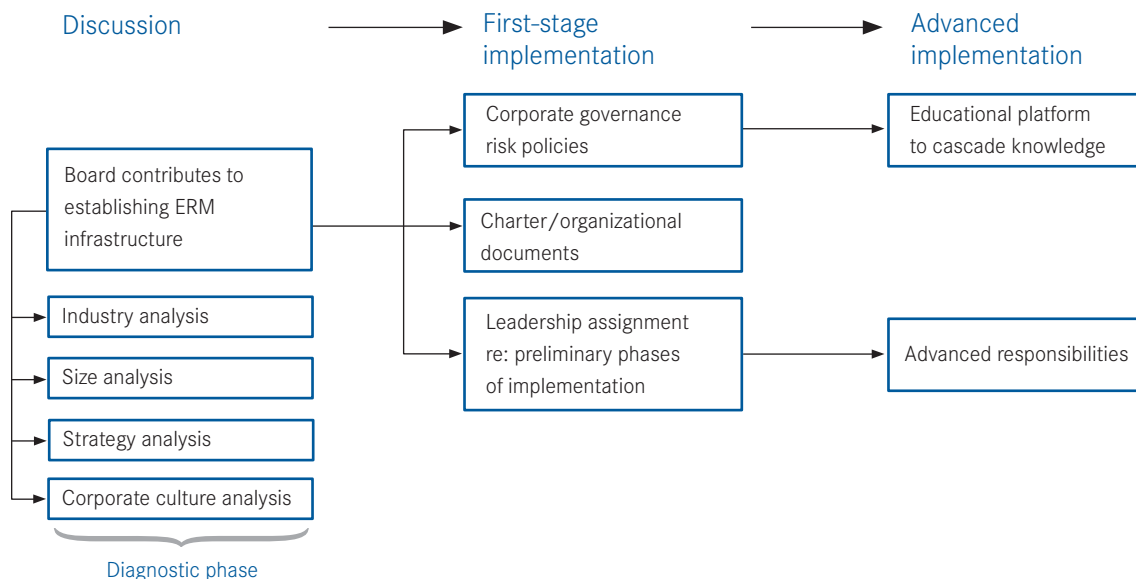 Discussion
First-stage
implementation
Advanced
implementation
Corporate governance
risk policies
Educational platform
to cascade knowledge
Board contributes to
establishing ERM
infrastructure
Charter/organizational
documents
Industry analysis
Leadership assignment
re: preliminary phases
of implementation
Advanced responsibilities
Size analysis
Strategy analysis
Corporate culture analysis
Diagnostic phase